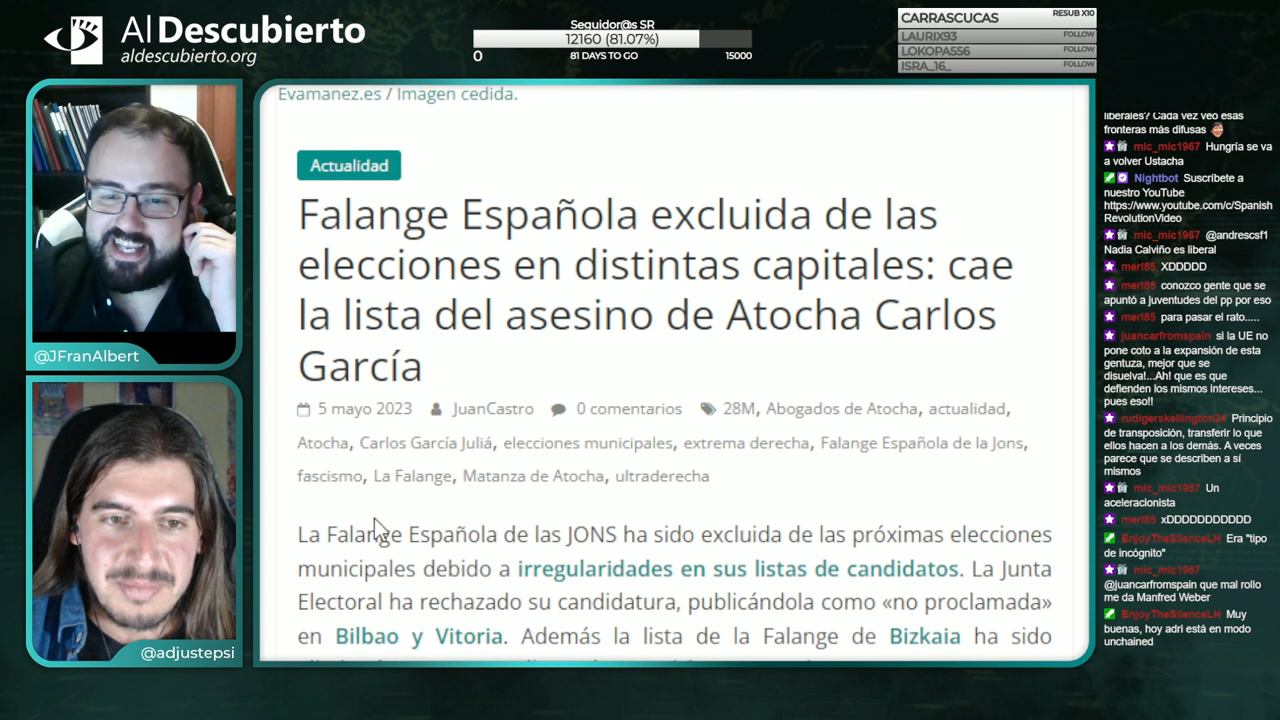 Al Descubierto
aldescubierto.org
Seguidor@s SR
12160 (81.07%)
0
81 DAYS TO GO
15000
CARRASCUCAS
RESUB X10
LAURIX93
FOLLOW
LOKOPA556
FOLLOW
ISRA_16_
FOLLOW
@JFranAlbert
@adjustepsi
Evamanez.es / Imagen cedida.
Actualidad
Falange Española excluida de las
elecciones en distintas capitales: cae
la lista del asesino de Atocha Carlos
García
5 mayo 2023 JuanCastro 0 comentarios 28M, Abogados de Atocha, actualidad,
Atocha, Carlos García Juliá, elecciones municipales, extrema derecha, Falange Española de la Jons,
fascismo, La Falange, Matanza de Atocha, ultraderecha
La Falange Española de las JONS ha sido excluida de las próximas elecciones
municipales debido a irregularidades en sus listas de candidatos. La Junta
Electoral ha rechazado su candidatura, publicándola como «no proclamada»
en Bilbao y Vitoria. Además la lista de la Falange de Bizkaia ha sido
liberales? Cada vez veo esas
fronteras más difusas
mic_mic1967 Hungría se va
a volver Ustacha
Nightbot Suscríbete a
nuestro YouTube
https://www.youtube.com/c/Spanish
RevolutionVideo
mic_mic1967 @andrescsf1
Nadia Calviño es liberal
meri85 XDDDDD
meri85 conozco gente que se
apuntó a juventudes del pp por eso
meri85 para pasar el rato.....
juancarfromspain si la UE no
pone coto a la expansión de esta
gentuza, mejor que se
disuelva!...Ah! que es que
defienden los mismos intereses...
pues eso!!
rudigerskellington24 Principio
de transposición, transferir lo que
ellos hacen a los demás. A veces
parece que se describen a sí
mismos
mic_mic1967 Un
aceleracionista
meri85 xDDDDDDDDDDD
EnjoyTheSilenceLH Era "tipo
de incógnito"
mic_mic1967
@juancarfromspain que mal rollo
me da Manfred Weber
EnjoyTheSilenceLH Muy
buenas, hoy adri está en modo
unchained